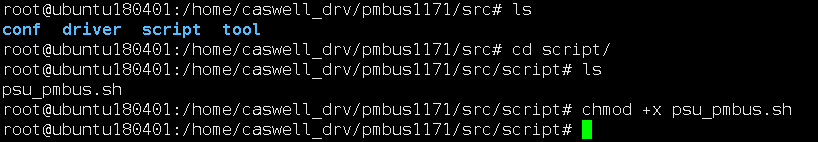 root@ubuntu180401:/home/caswell_drv/pmbus1171/src# ls
conf driver script tool
root@ubuntu180401:/home/caswell_drv/pmbus1171/src# cd script/
root@ubuntu180401:/home/caswell_drv/pmbus1171/src/script# ls
psu_pmbus.sh
root@ubuntu180401:/home/caswell_drv/pmbus1171/src/script# chmod +x psu_pmbus.sh
root@ubuntu180401:/home/caswell_drv/pmbus1171/src/script#